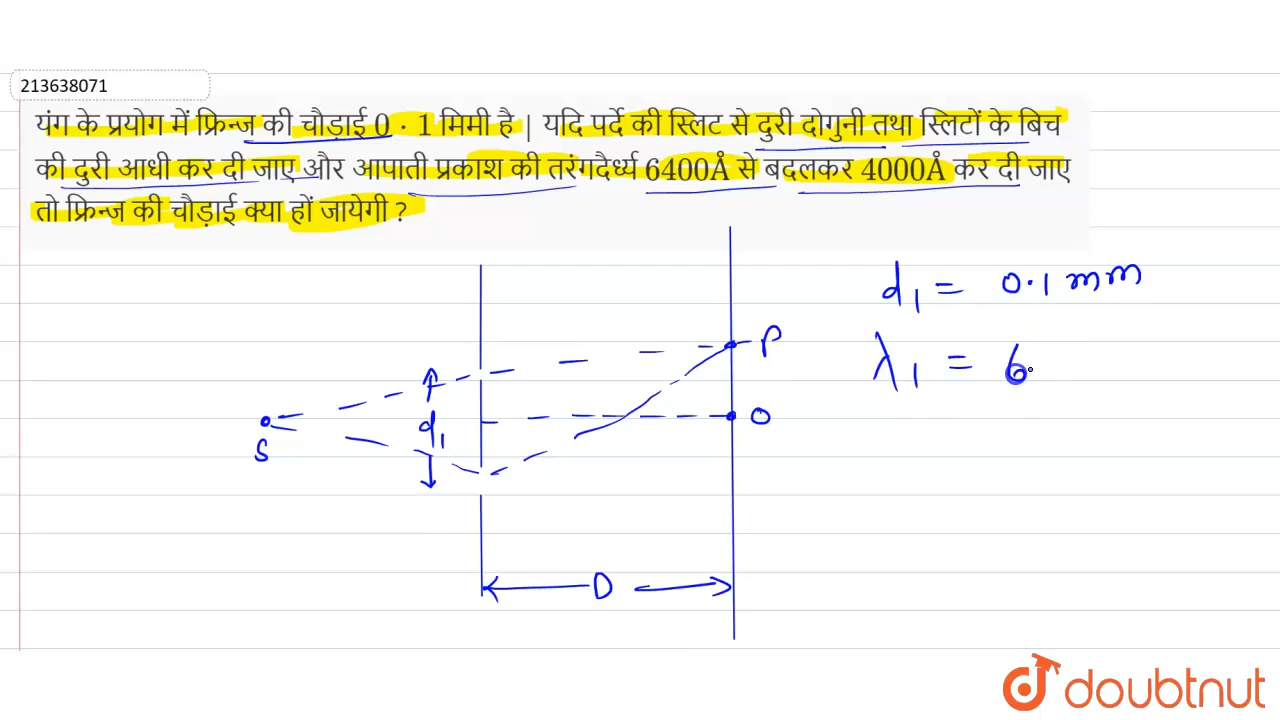 213638071
यंग के प्रयोग में फ्रिन्ज की चौड़ाई 0 · 1 मिमी है | यदि पर्दे की स्लिट से दुरी दोगुनी तथा स्लिटों के बिच
की दुरी आधी कर दी जाए और आपाती प्रकाश की तरंगदैर्ध्य 6400Å से बदलकर 4000Å कर दी जाए
तो फ्रिन्ज की चौड़ाई क्या हों जायेगी ?
d1 = 0.1 mm
P
λ1 = 6
d1
O
S
D
doubtnut